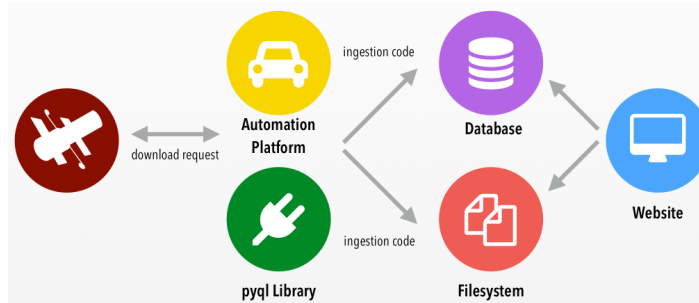 ingestion code
Automation
Platform
Database
download request
Website
ingestion code
pyql Library
Filesystem